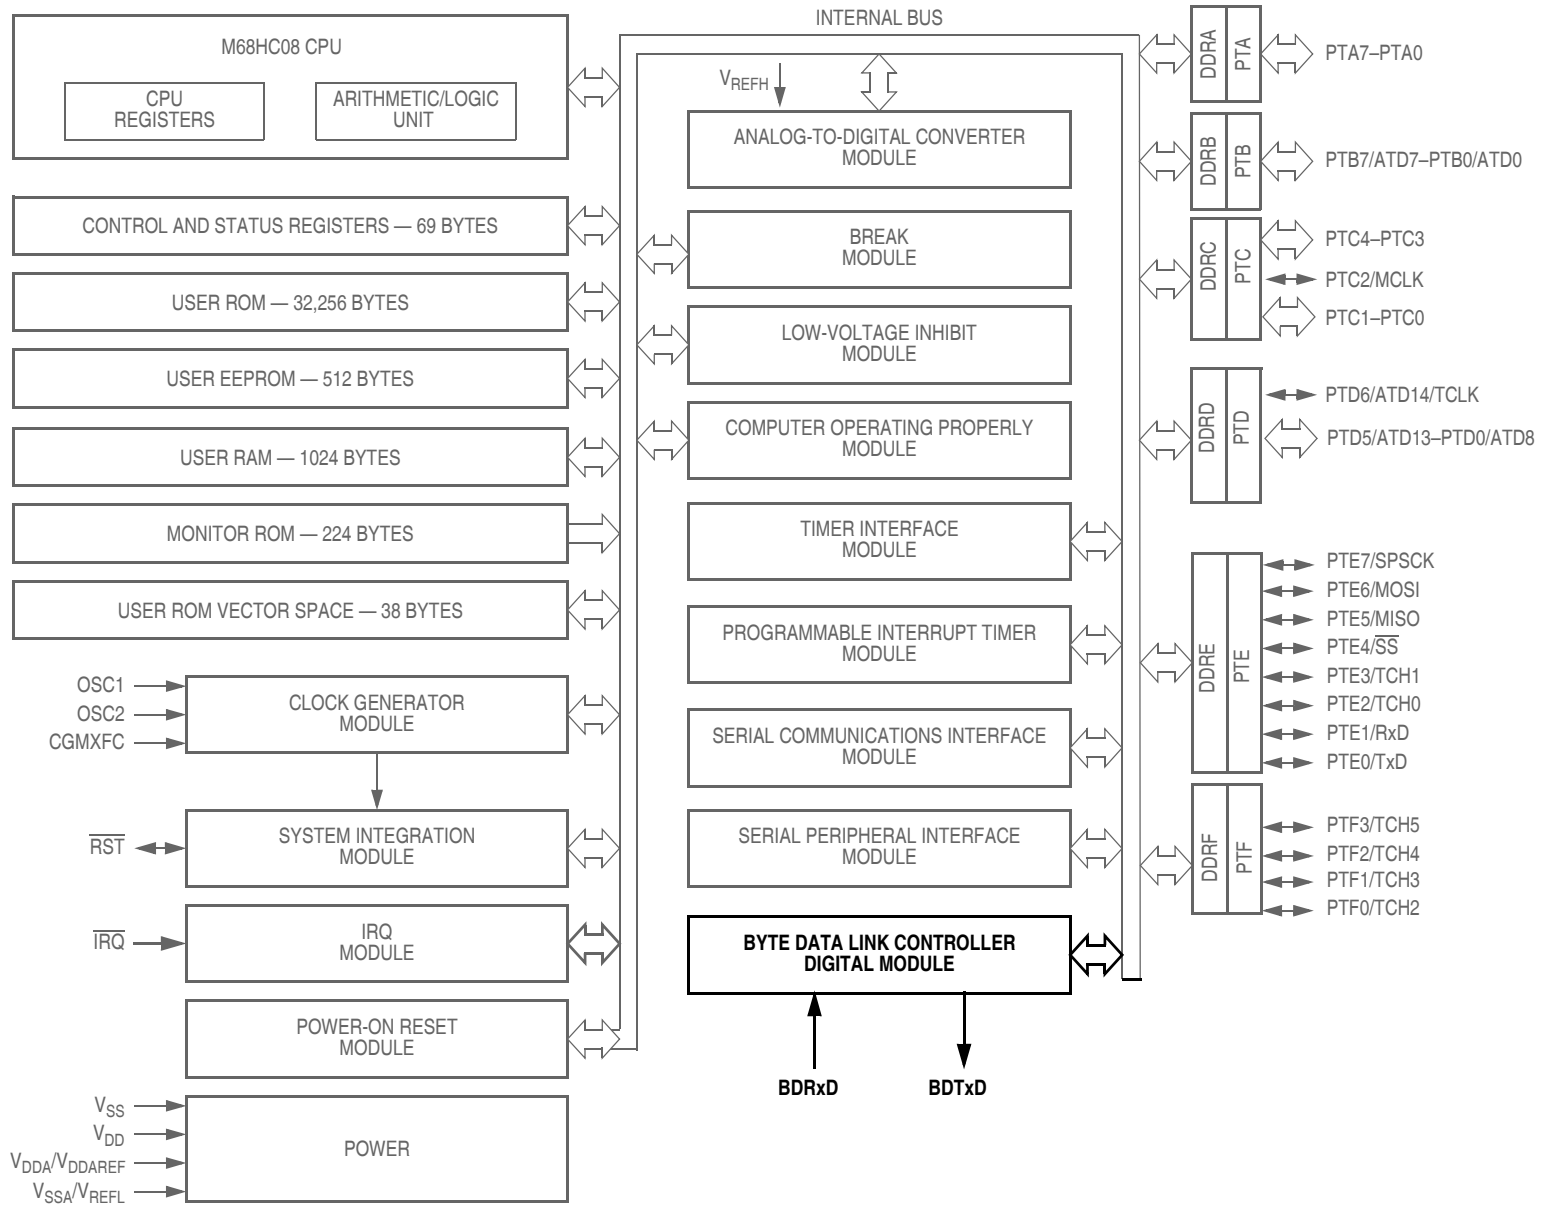 INTERNAL BUS
M68HC08 CPU
CPU
REGISTERS
ARITHMETIC/LOGIC
UNIT
CONTROL AND STATUS REGISTERS — 69 BYTES
USER ROM — 32,256 BYTES
USER EEPROM — 512 BYTES
USER RAM — 1024 BYTES
MONITOR ROM — 224 BYTES
USER ROM VECTOR SPACE — 38 BYTES
OSC1
OSC2
CGMXFC
CLOCK GENERATOR
MODULE
RST
SYSTEM INTEGRATION
MODULE
IRQ
IRQ
MODULE
POWER-ON RESET
MODULE
VSS
VDD
VDDA/VDDAREF
VSSA/VREFL
POWER
VREFH
ANALOG-TO-DIGITAL CONVERTER
MODULE
BREAK
MODULE
LOW-VOLTAGE INHIBIT
MODULE
COMPUTER OPERATING PROPERLY
MODULE
TIMER INTERFACE
MODULE
PROGRAMMABLE INTERRUPT TIMER
MODULE
SERIAL COMMUNICATIONS INTERFACE
MODULE
SERIAL PERIPHERAL INTERFACE
MODULE
BYTE DATA LINK CONTROLLER
DIGITAL MODULE
BDRxD
BDTxD
DDRA
PTA
PTA7–PTA0
DDRB
PTB
PTB7/ATD7–PTB0/ATD0
DDRC
PTC
PTC4–PTC3
PTC2/MCLK
PTC1–PTC0
DDRD
PTD
PTD6/ATD14/TCLK
PTD5/ATD13–PTD0/ATD8
DDRE
PTE
PTE7/SPSCK
PTE6/MOSI
PTE5/MISO
PTE4/SS
PTE3/TCH1
PTE2/TCH0
PTE1/RxD
PTE0/TxD
DDRF
PTF
PTF3/TCH5
PTF2/TCH4
PTF1/TCH3
PTF0/TCH2